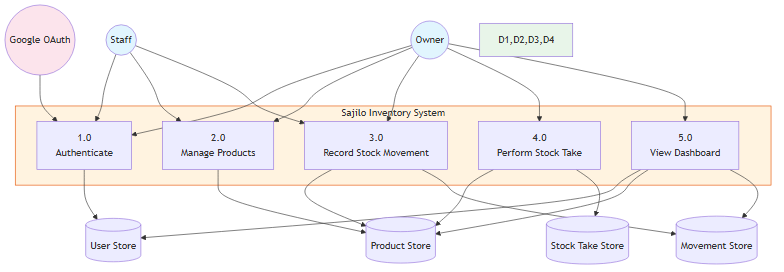 Google OAuth
Staff
Owner
D1,D2,D3,D4
Sajilo Inventory System
1.0
Authenticate
2.0
Manage Products
3.0
Record Stock Movement
4.0
Perform Stock Take
5.0
View Dashboard
User Store
Product Store
Stock Take Store
Movement Store